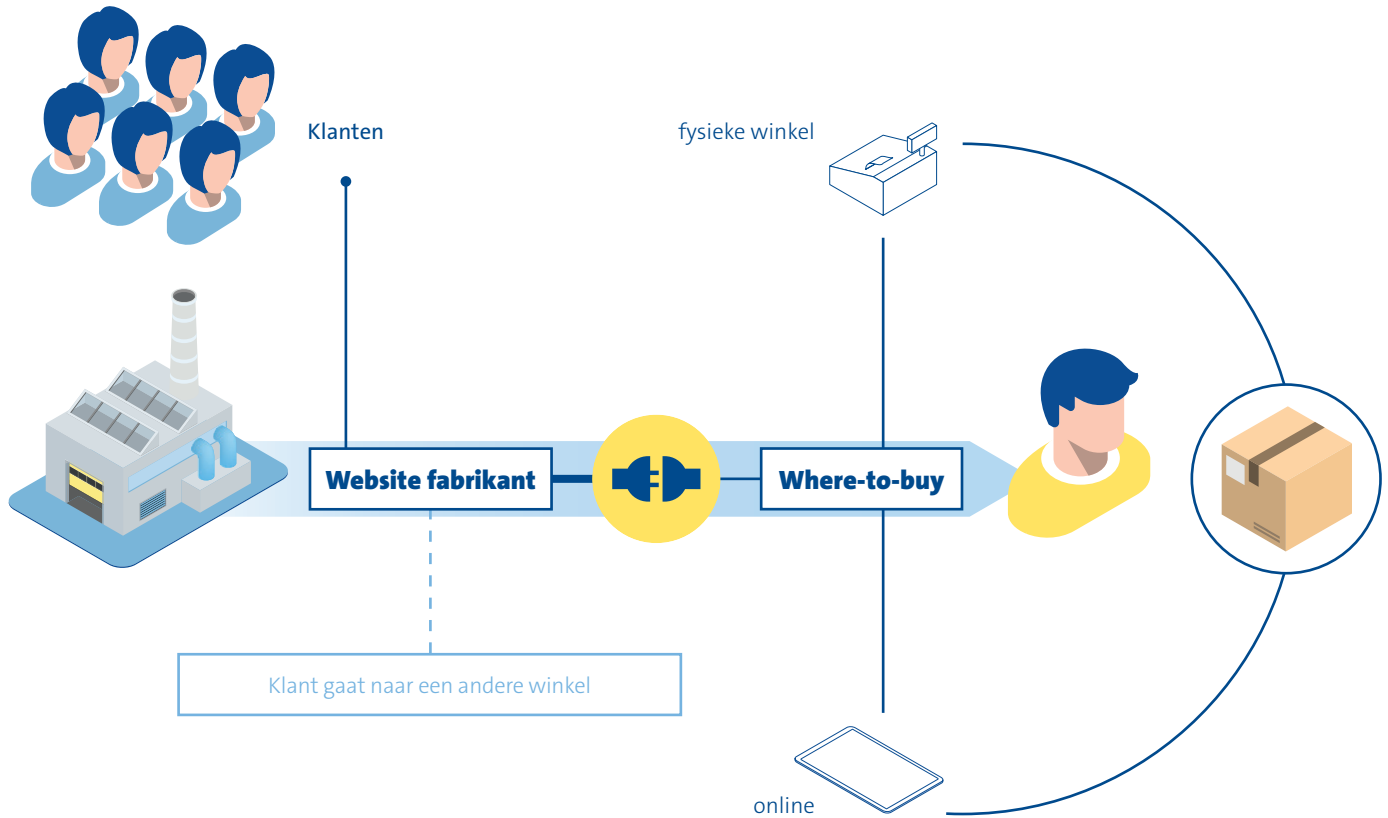 Klanten
fysieke winkel
Website fabrikant
Where-to-buy
Klant gaat naar een andere winkel
online